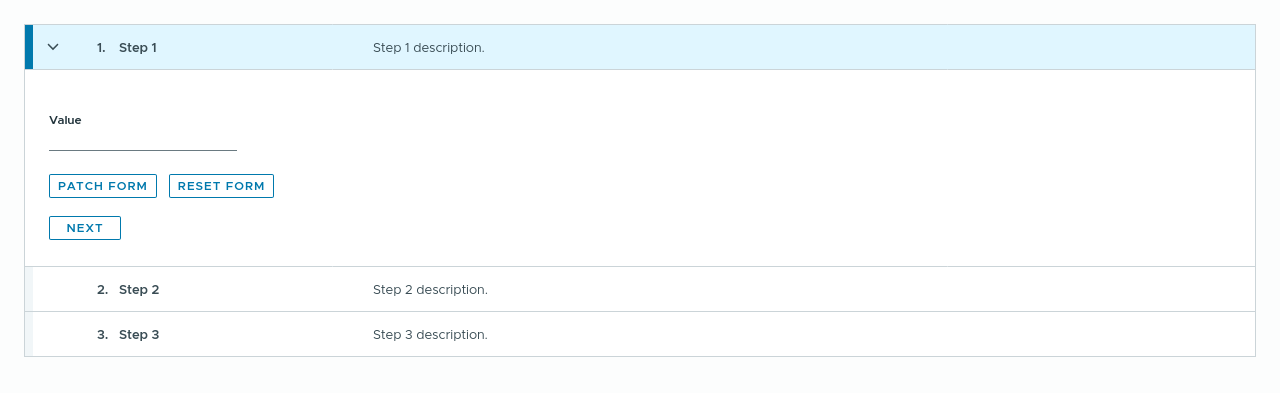 1. Step 1 Step 1 description.
Value
PATCH FORM RESET FORM
NEXT
2. Step 2 Step 2 description.
3. Step 3 Step 3 description.